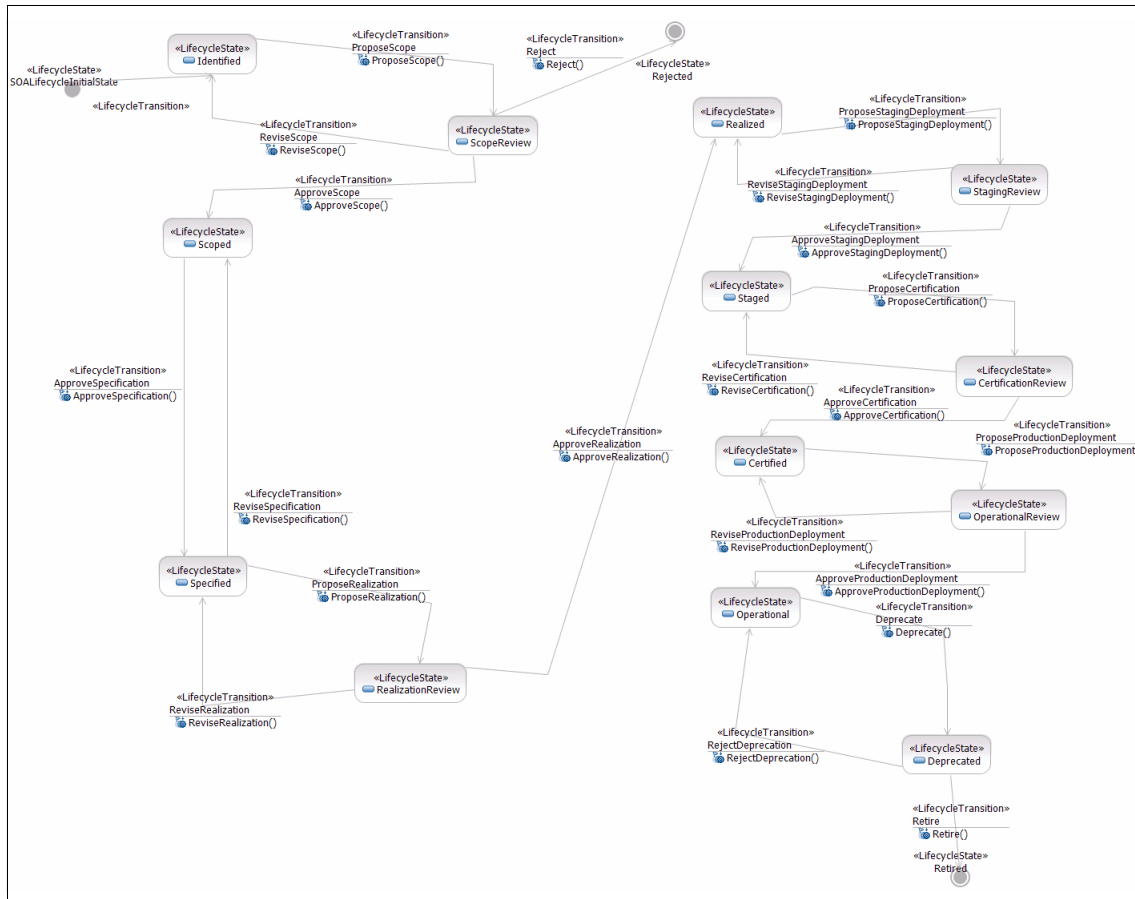 «LifecycleState»
SOALifecycleInitialState
«LifecycleTransition»
«LifecycleState»
Identified
«LifecycleTransition»
ProposeScope
ProposeScope()
«LifecycleTransition»
Reject
Reject()
«LifecycleState»
Rejected
«LifecycleTransition»
ReviseScope
ReviseScope()
«LifecycleState»
ScopeReview
«LifecycleTransition»
ApproveScope
ApproveScope()
«LifecycleState»
Scoped
«LifecycleTransition»
ApproveSpecification
ApproveSpecification()
«LifecycleTransition»
ReviseSpecification
ReviseSpecification()
«LifecycleState»
Specified
«LifecycleTransition»
ProposeRealization
ProposeRealization()
«LifecycleState»
RealizationReview
«LifecycleTransition»
ReviseRealization
ReviseRealization()
«LifecycleTransition»
ApproveRealization
ApproveRealization()
«LifecycleState»
Realized
«LifecycleTransition»
ProposeStagingDeployment
ProposeStagingDeployment()
«LifecycleTransition»
ReviseStagingDeployment
ReviseStagingDeployment()
«LifecycleState»
StagingReview
«LifecycleTransition»
ApproveStagingDeployment
ApproveStagingDeployment()
«LifecycleState»
Staged
«LifecycleTransition»
ProposeCertification
ProposeCertification()
«LifecycleTransition»
ReviseCertification
ReviseCertification()
«LifecycleState»
CertificationReview
«LifecycleTransition»
ApproveCertification
ApproveCertification()
«LifecycleState»
Certified
«LifecycleTransition»
ProposeProductionDeployment
ProposeProductionDeployment()
«LifecycleState»
OperationalReview
«LifecycleTransition»
ReviseProductionDeployment
ReviseProductionDeployment()
«LifecycleTransition»
ApproveProductionDeployment
ApproveProductionDeployment()
«LifecycleState»
Operational
«LifecycleTransition»
Deprecate
Deprecate()
«LifecycleTransition»
RejectDeprecation
RejectDeprecation()
«LifecycleState»
Deprecated
«LifecycleTransition»
Retire
Retire()
«LifecycleState»
Retired